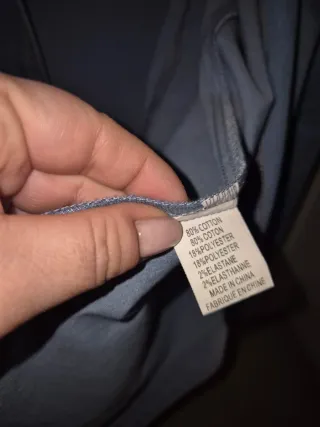 80%COTTON
80%COTON
18%POLYESTER
18%POLYESTER
2%ELASTANE
2%ELASTHANNE
MADE IN CHINA
FABRIQUE EN CHINE